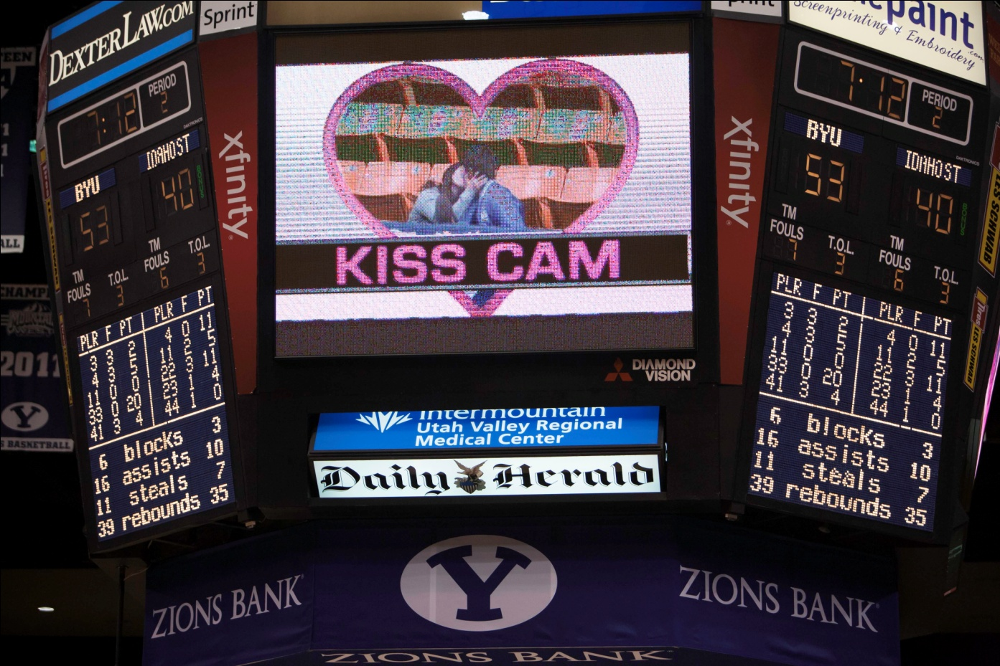 DEXTERLAW.COM
Sprint
paint
Screenprinting & Embroidery
.com
7:12
PERIOD
2
BYU
IDAHOST
53
40
TM FOULS
7
T.O.L.
3
TM FOULS
6
T.O.L.
3
PLR F PT PLR F PT
3 3 2 4 0 11
4 3 5 11 2 5
11 0 0 22 3 11
33 0 20 23 1 4
41 3 4 44 1 0
6 blocks 3
16 assists 10
11 steals 7
39 rebounds 35
xfinity
KISS CAM
DIAMOND
VISION
Intermountain
Utah Valley Regional
Medical Center
Daily Herald
xfinity
7:12
PERIOD
2
BYU
IDAHOST
53
40
TM FOULS
7
T.O.L.
3
TM FOULS
6
T.O.L.
3
PLR F PT PLR F PT
3 3 2 4 0 11
4 3 5 11 2 5
11 0 0 22 3 11
33 0 20 23 1 4
41 3 4 44 1 0
6 blocks 3
16 assists 10
11 steals 7
39 rebounds 35
ZIONS BANK
Y
ZIONS BANK
ZIONS BANK
2011
Y
BASKETBALL
LES SCHWAB